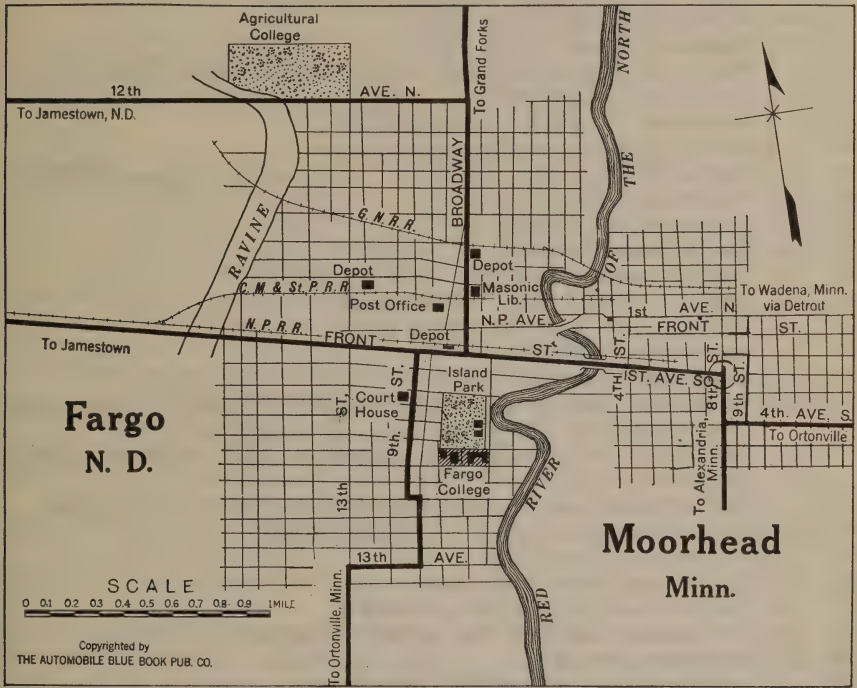 Agricultural
College
12th AVE. N.
To Jamestown, N.D.
To Grand Forks
BROADWAY
RED RIVER OF THE NORTH
RAVINE
G.N.R.R.
Depot
Depot
C.M. & St.P.R.R.
Masonic
Lib.
Post Office
To Wadena, Minn.
via Detroit
N.P. AVE.
1st AVE. N.
FRONT ST.
N.P.R.R.
FRONT ST.
Depot
To Jamestown
Island
Park
1ST. AVE. SO.
4TH ST.
8th ST.
9th ST.
4th. AVE, S.
To Ortonville
Court
House
9th. ST.
13th ST.
Fargo
N. D.
Fargo
College
To Alexandria,
Minn.
13th AVE.
Moorhead
Minn.
To Ortonville, Minn.
SCALE
0 0.1 0.2 0.3 0.4 0.5 0.6 0.7 0.8 0.9 1MILE
Copyrighted by
THE AUTOMOBILE BLUE BOOK PUB. CO.